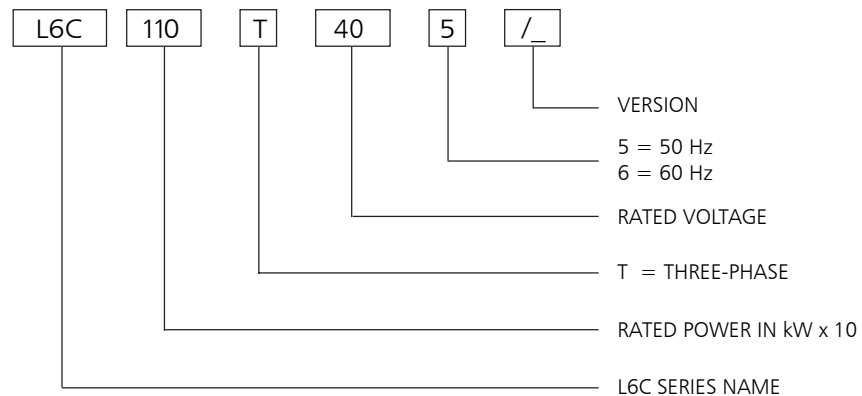 L6C 110 T 40 5 /_
VERSION
5 = 50 Hz
6 = 60 Hz
RATED VOLTAGE
T = THREE-PHASE
RATED POWER IN kW x 10
L6C SERIES NAME